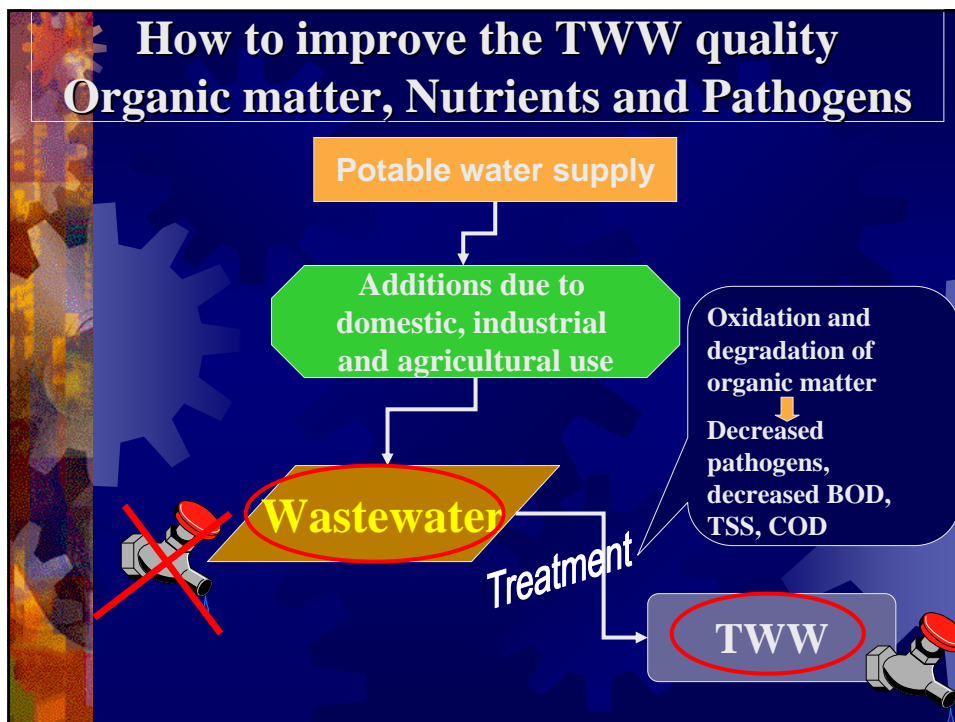 How to improve the TWW quality
Organic matter, Nutrients and Pathogens
Potable water supply
Additions due to
domestic, industrial
and agricultural use
Oxidation and
degradation of
organic matter
Decreased
pathogens,
decreased BOD,
TSS, COD
Wastewater
Treatment
TWW